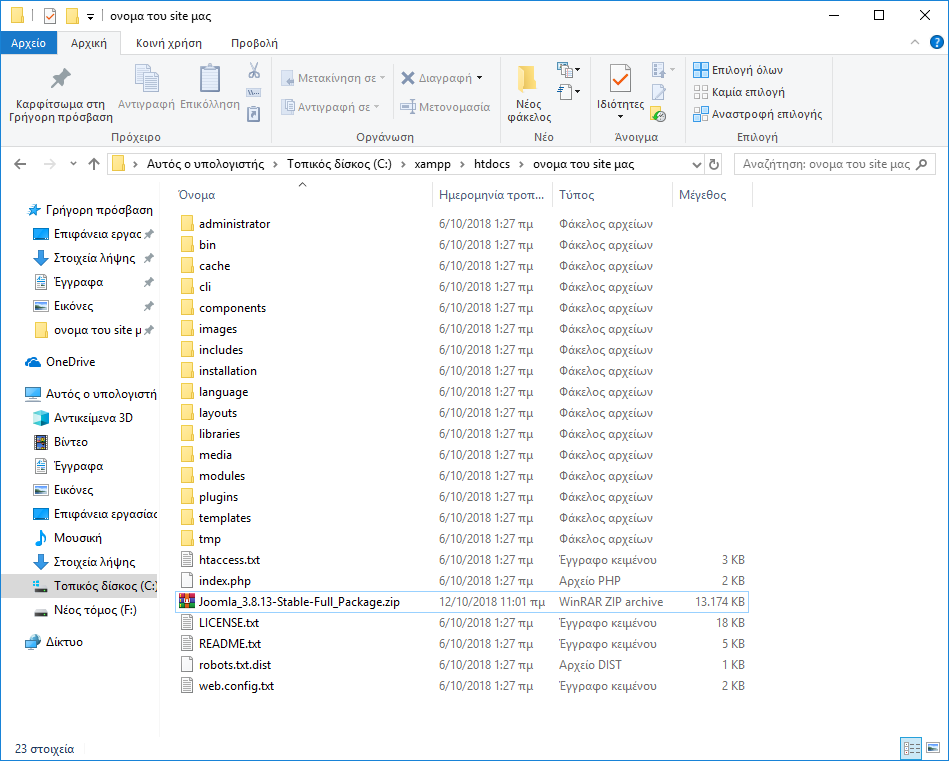 ονομα του site μας
Αρχείο Αρχική Κοινή χρήση Προβολή
Καρφίτσωμα στη Γρήγορη πρόσβαση
Αντιγραφή
Επικόλληση
Πρόχειρο
Μετακίνηση σε
Αντιγραφή σε
Διαγραφή
Μετονομασία
Οργάνωση
Νέος φάκελος
Νέο
Ιδιότητες
Άνοιγμα
Επιλογή όλων
Καμία επιλογή
Αναστροφή επιλογής
Επιλογή
Αυτός ο υπολογιστής › Τοπικός δίσκος (C:) › xampp › htdocs › ονομα του site μας
Αναζήτηση: ονομα του site μας
Γρήγορη πρόσβαση
Επιφάνεια εργας
Στοιχεία λήψης
Έγγραφα
Εικόνες
ονομα του site μ
OneDrive
Αυτός ο υπολογιστή
Αντικείμενα 3D
Βίντεο
Έγγραφα
Εικόνες
Επιφάνεια εργασίας
Μουσική
Στοιχεία λήψης
Τοπικός δίσκος (C:)
Νέος τόμος (F:)
Δίκτυο
Όνομα Ημερομηνία τροπ... Τύπος Μέγεθος
administrator 6/10/2018 1:27 πμ Φάκελος αρχείων
bin 6/10/2018 1:27 πμ Φάκελος αρχείων
cache 6/10/2018 1:27 πμ Φάκελος αρχείων
cli 6/10/2018 1:27 πμ Φάκελος αρχείων
components 6/10/2018 1:27 πμ Φάκελος αρχείων
images 6/10/2018 1:27 πμ Φάκελος αρχείων
includes 6/10/2018 1:27 πμ Φάκελος αρχείων
installation 6/10/2018 1:27 πμ Φάκελος αρχείων
language 6/10/2018 1:27 πμ Φάκελος αρχείων
layouts 6/10/2018 1:27 πμ Φάκελος αρχείων
libraries 6/10/2018 1:27 πμ Φάκελος αρχείων
media 6/10/2018 1:27 πμ Φάκελος αρχείων
modules 6/10/2018 1:27 πμ Φάκελος αρχείων
plugins 6/10/2018 1:27 πμ Φάκελος αρχείων
templates 6/10/2018 1:27 πμ Φάκελος αρχείων
tmp 6/10/2018 1:27 πμ Φάκελος αρχείων
htaccess.txt 6/10/2018 1:27 πμ Έγγραφο κειμένου 3 KB
index.php 6/10/2018 1:27 πμ Αρχείο PHP 2 KB
Joomla_3.8.13-Stable-Full_Package.zip 12/10/2018 11:01 πμ WinRAR ZIP archive 13.174 KB
LICENSE.txt 6/10/2018 1:27 πμ Έγγραφο κειμένου 18 KB
README.txt 6/10/2018 1:27 πμ Έγγραφο κειμένου 5 KB
robots.txt.dist 6/10/2018 1:27 πμ Αρχείο DIST 1 KB
web.config.txt 6/10/2018 1:27 πμ Έγγραφο κειμένου 2 KB
23 στοιχεία